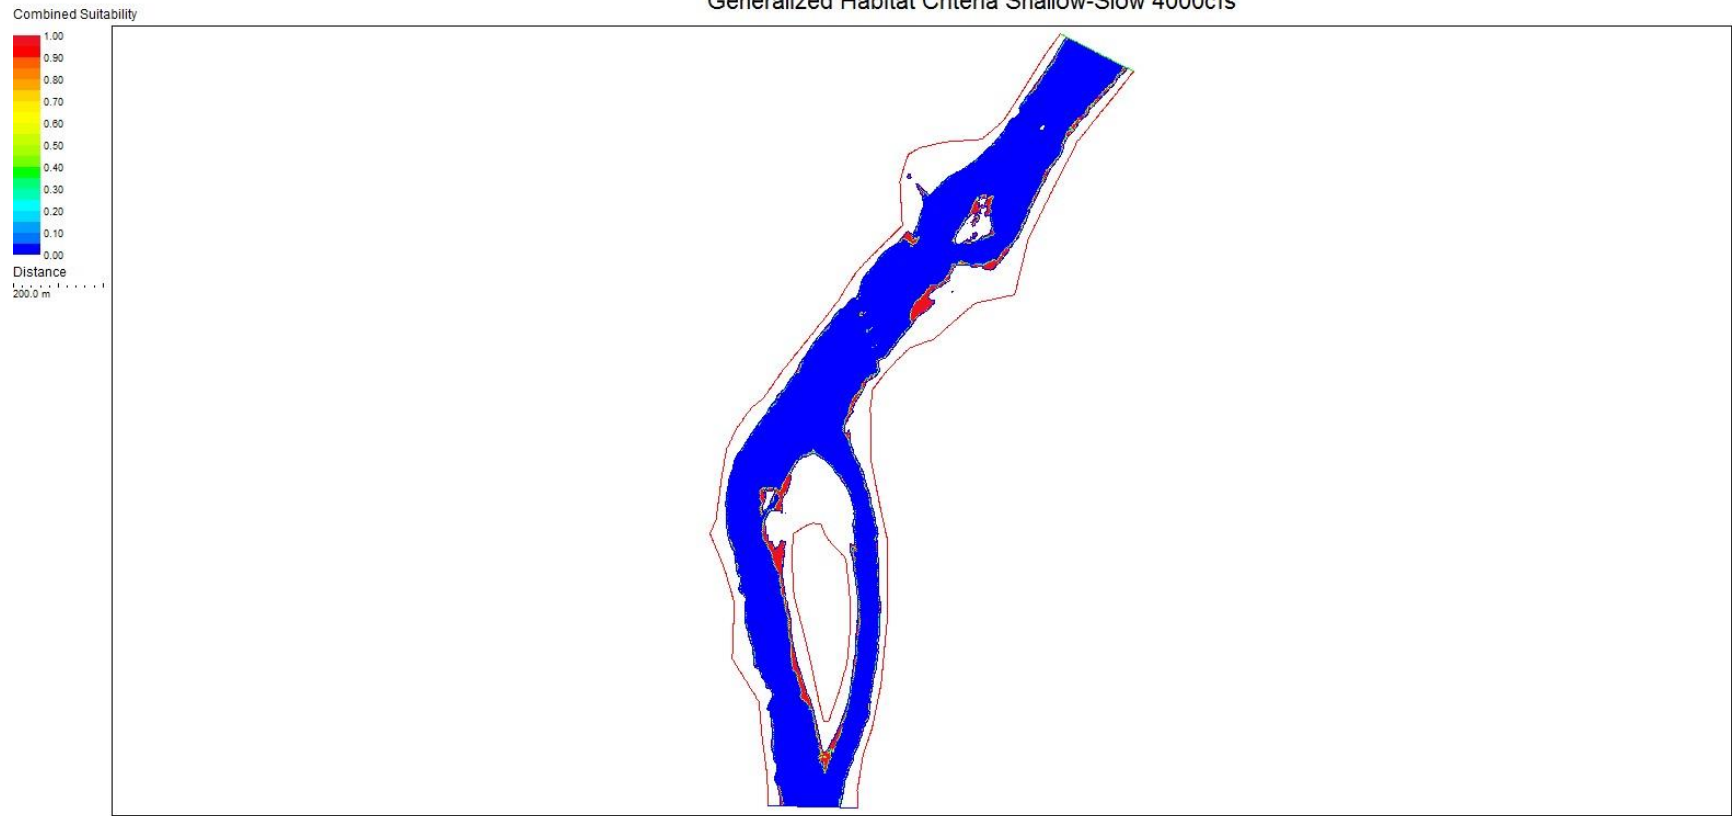 Generalized Habitat Criteria Shallow-Slow 4000cfs
Combined Suitability
1.00
0.90
0.80
0.70
0.60
0.50
0.40
0.30
0.20
0.10
0.00
Distance
200.0 m